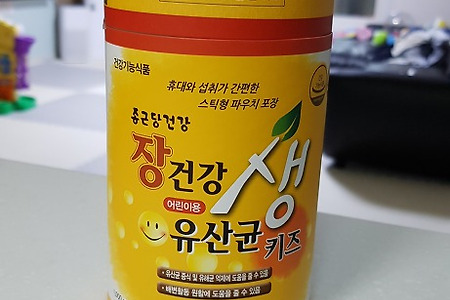 건강기능식품
휴대와 섭취가 간편한
스틱형 파우치 포장
종근당건강
장건강 생
어린이용
유산균 키즈
• 유산균 증식 및 유해균 억제에 도움을 줄 수 있음
• 배변활동 원활에 도움을 줄 수 있음